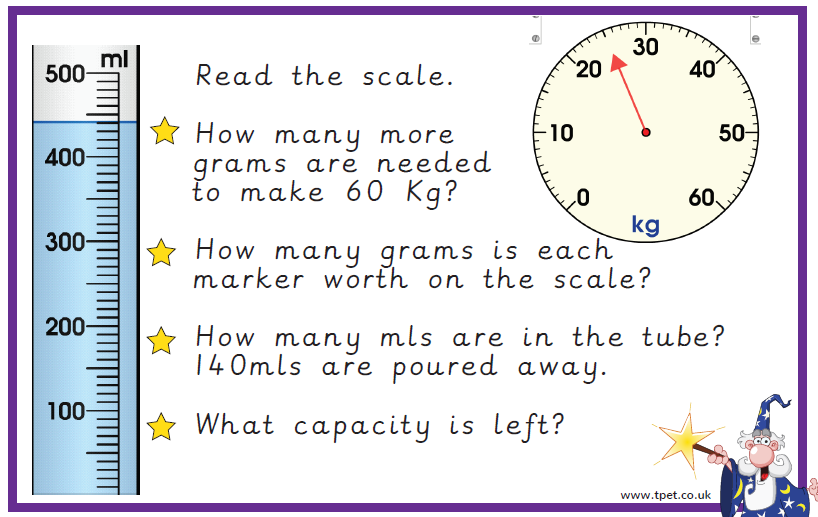 ml
500
400
300
200
100
Read the scale.
How many more
grams are needed
to make 60 Kg?
How many grams is each
marker worth on the scale?
How many mls are in the tube?
140mls are poured away.
What capacity is left?
30
20
40
10
50
0
60
kg
www.tpet.co.uk